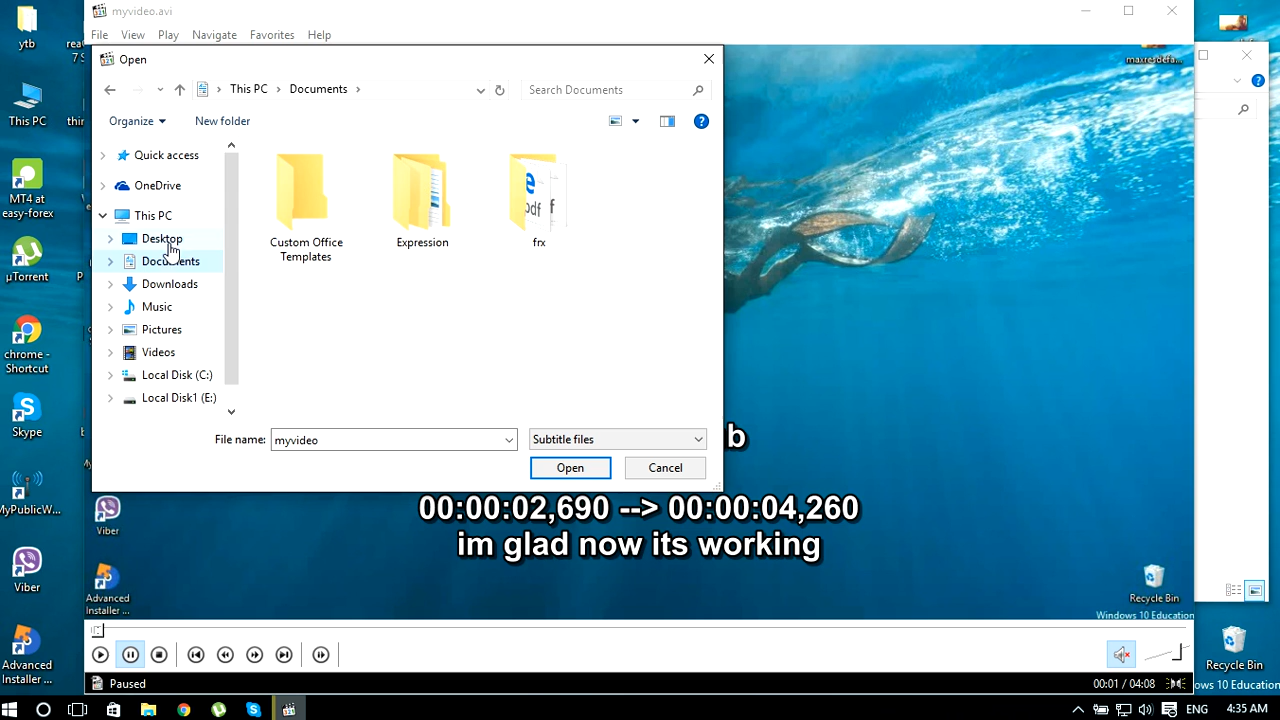 myvideo.avi
File View Play Navigate Favorites Help
Open
This PC > Documents >
Search Documents
Organize New folder
Quick access
OneDrive
This PC
Desktop
Documents
Downloads
Music
Pictures
Videos
Local Disk (C:)
Local Disk1 (E:)
Custom Office
Templates
Expression
frx
File name: myvideo
Subtitle files
Open Cancel
b
00:00:02,690 --> 00:00:04,260
im glad now its working
ytb
This PC
MT4 at
easy-forex
µTorrent
chrome -
Shortcut
Skype
MyPublicW...
Viber
Advanced
Installer ...
Viber
Advanced
Installer ...
maxresdefa...
Recycle Bin
Windows 10 Education
Recycle Bin
ows 10 Education
Paused
00:01 / 04:08
ENG
4:35 AM